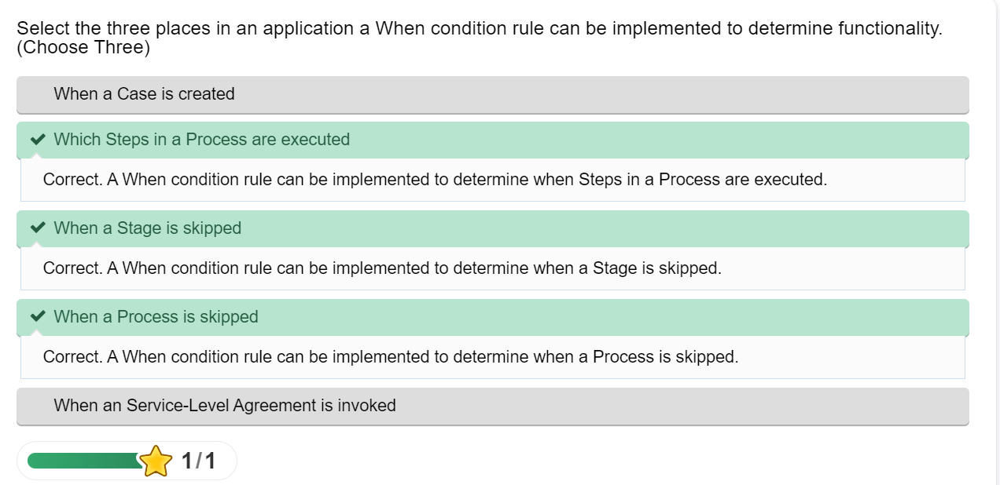 Select the three places in an application a When condition rule can be implemented to determine functionality.
(Choose Three)
When a Case is created
Which Steps in a Process are executed
Correct. A When condition rule can be implemented to determine when Steps in a Process are executed.
When a Stage is skipped
Correct. A When condition rule can be implemented to determine when a Stage is skipped.
When a Process is skipped
Correct. A When condition rule can be implemented to determine when a Process is skipped.
When an Service-Level Agreement is invoked
1/1